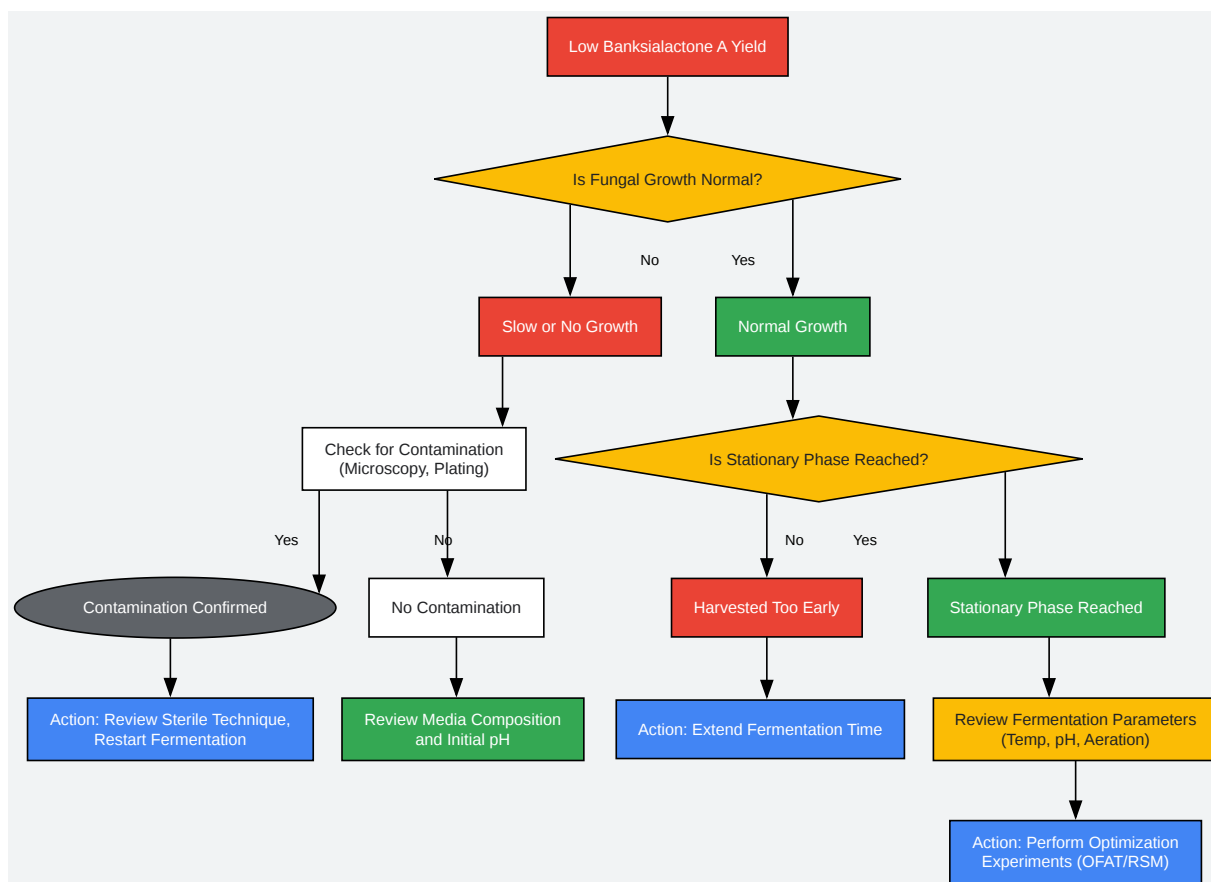 Low Banksialactone A Yield
Is Fungal Growth Normal?
No
Yes
Slow or No Growth
Normal Growth
Check for Contamination
(Microscopy, Plating)
Is Stationary Phase Reached?
Yes
No
No
Yes
Contamination Confirmed
No Contamination
Harvested Too Early
Stationary Phase Reached
Action: Review Sterile Technique,
Restart Fermentation
Review Media Composition
and Initial pH
Action: Extend Fermentation Time
Review Fermentation Parameters
(Temp, pH, Aeration)
Action: Perform Optimization
Experiments (OFAT/RSM)